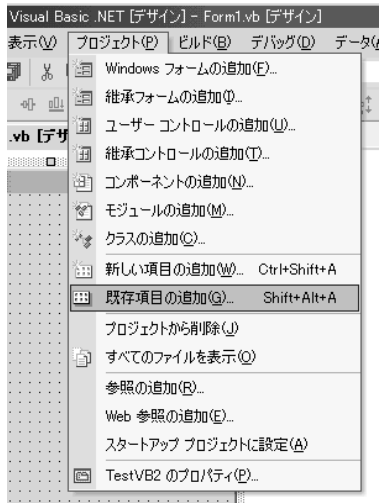 Visual Basic .NET [デザイン] - Form1.vb [デザイン]
表示(V) プロジェクト(P) ビルド(B) デバッグ(D) データ(
.vb [デザ
Windows フォームの追加(F)...
継承フォームの追加(I)...
ユーザー コントロールの追加(U)...
継承コントロールの追加(T)...
コンポーネントの追加(N)...
モジュールの追加(M)...
クラスの追加(C)...
新しい項目の追加(W)... Ctrl+Shift+A
既存項目の追加(G)... Shift+Alt+A
プロジェクトから削除(J)
すべてのファイルを表示(O)
参照の追加(R)...
Web 参照の追加(E)...
スタートアップ プロジェクトに設定(A)
TestVB2 のプロパティ(P)...